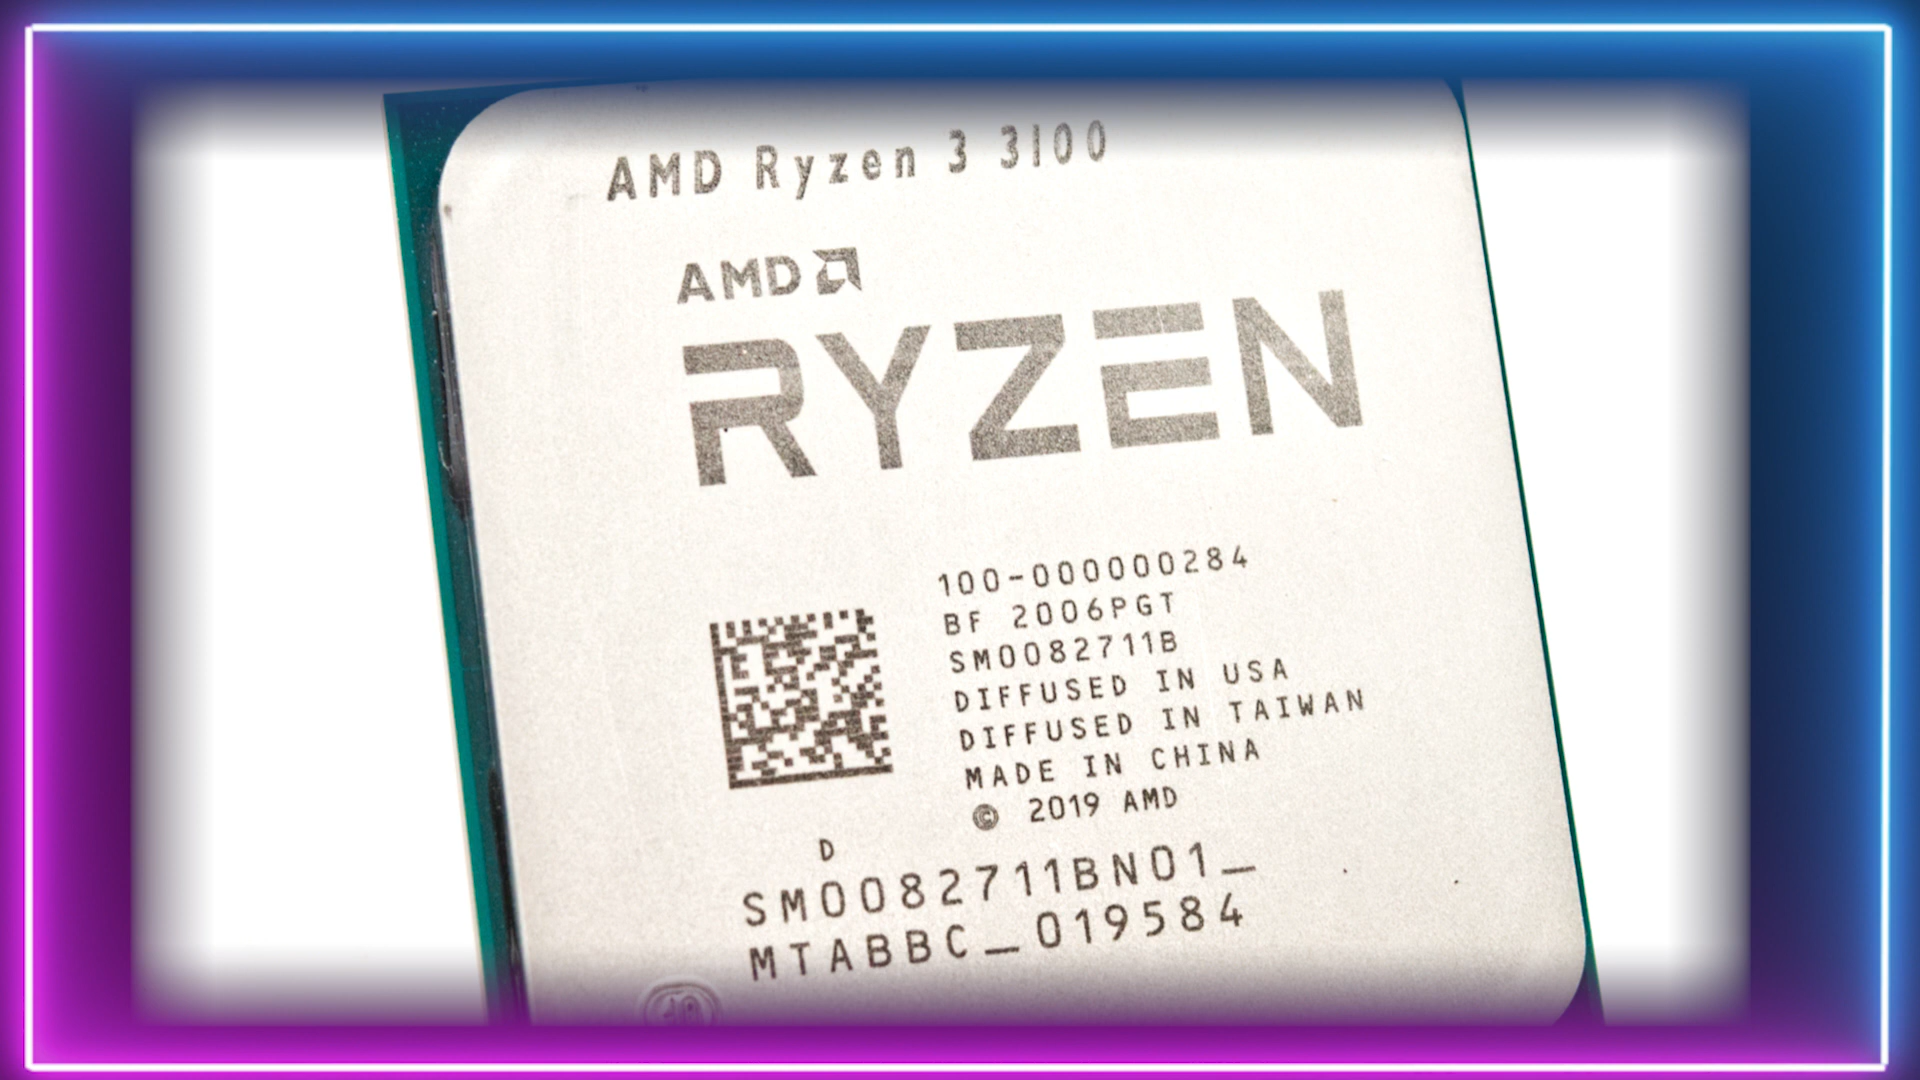 AMD Ryzen 3 3100
AMD
RYZEN
100-000000284
BF 2006PGT
SM0082711B
DIFFUSED IN USA
DIFFUSED IN TAIWAN
MADE IN CHINA
© 2019 AMD
D
SM0082711BN01_
MTABBC_019584